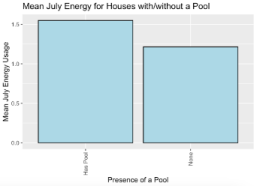 Mean July Energy for Houses with/without a Pool
Mean July Energy Usage
1.5
1.0
0.5
0.0
Has Pool
None
Presence of a Pool